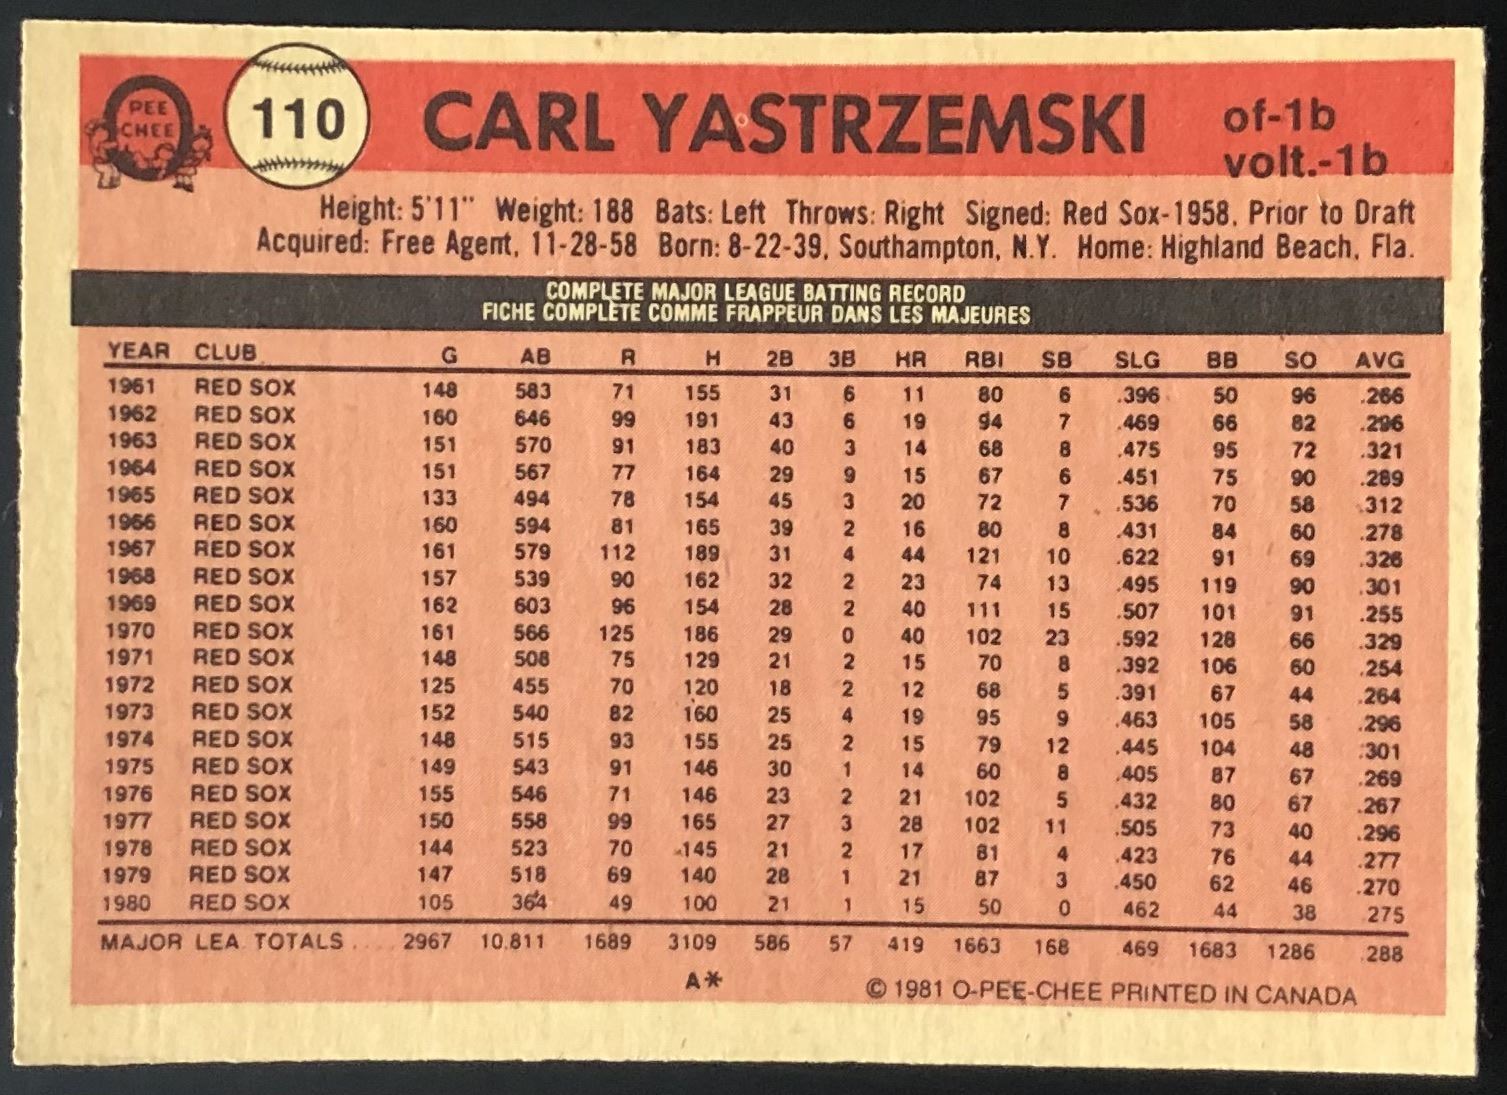 PEE
CHEE
110
CARL YASTRZEMSKI
of-1b
volt.-1b
Height: 5'11" Weight: 188 Bats: Left Throws: Right Signed: Red Sox-1958, Prior to Draft
Acquired: Free Agent, 11-28-58 Born: 8-22-39, Southampton, N.Y. Home: Highland Beach, Fla.
COMPLETE MAJOR LEAGUE BATTING RECORD
FICHE COMPLÈTE COMME FRAPPEUR DANS LES MAJEURES
YEAR CLUB G AB R H 2B 3B HR RBI SB SLG BB SO AVG
1961 RED SOX 148 583 71 155 31 6 11 80 6 .396 50 96 .266
1962 RED SOX 160 646 99 191 43 6 19 94 7 .469 66 82 .296
1963 RED SOX 151 570 91 183 40 3 14 68 8 .475 95 72 .321
1964 RED SOX 151 567 77 164 29 9 15 67 6 .451 75 90 .289
1965 RED SOX 133 494 78 154 45 3 20 72 7 .536 70 58 .312
1966 RED SOX 160 594 81 165 39 2 16 80 8 .431 84 60 .278
1967 RED SOX 161 579 112 189 31 4 44 121 10 .622 91 69 .326
1968 RED SOX 157 539 90 162 32 2 23 74 13 .495 119 90 .301
1969 RED SOX 162 603 96 154 28 2 40 111 15 .507 101 91 .255
1970 RED SOX 161 566 125 186 29 0 40 102 23 .592 128 66 .329
1971 RED SOX 148 508 75 129 21 2 15 70 8 .392 106 60 .254
1972 RED SOX 125 455 70 120 18 2 12 68 5 .391 67 44 .264
1973 RED SOX 152 540 82 160 25 4 19 95 9 .463 105 58 .296
1974 RED SOX 148 515 93 155 25 2 15 79 12 .445 104 48 .301
1975 RED SOX 149 543 91 146 30 1 14 60 8 .405 87 67 .269
1976 RED SOX 155 546 71 146 23 2 21 102 5 .432 80 67 .267
1977 RED SOX 150 558 99 165 27 3 28 102 11 .505 73 40 .296
1978 RED SOX 144 523 70 145 21 2 17 81 4 .423 76 44 .277
1979 RED SOX 147 518 69 140 28 1 21 87 3 .450 62 46 .270
1980 RED SOX 105 364 49 100 21 1 15 50 0 .462 44 38 .275
MAJOR LEA. TOTALS .... 2967 10,811 1689 3109 586 57 419 1663 168 .469 1683 1286 .288
A*
© 1981 O-PEE-CHEE PRINTED IN CANADA